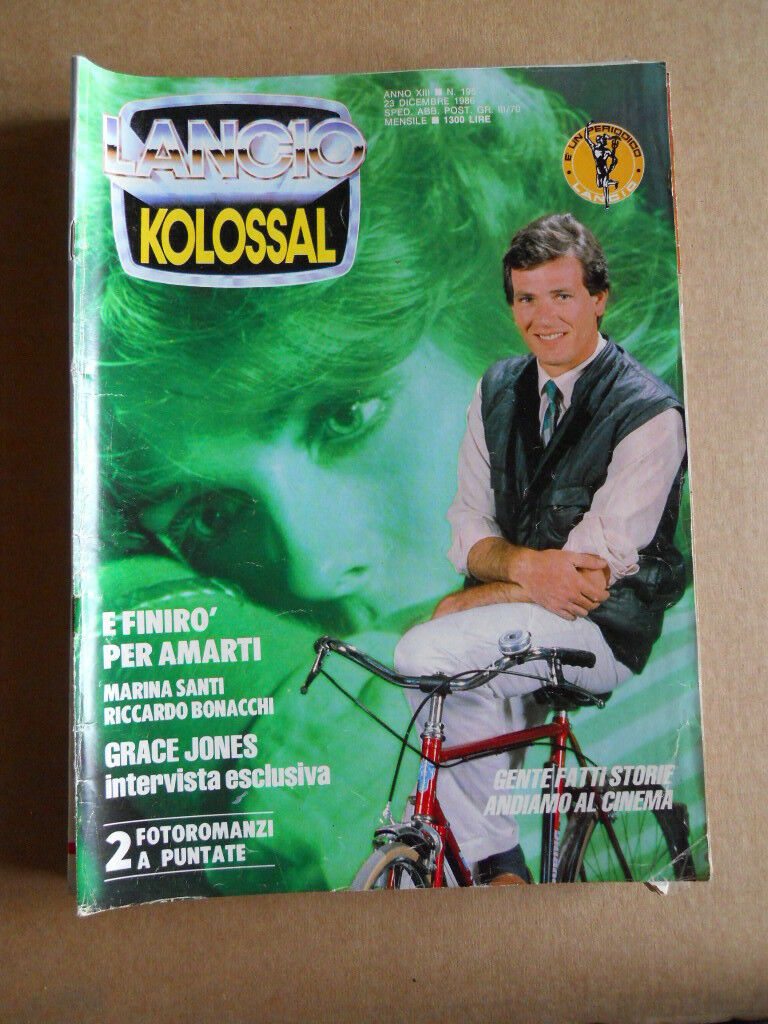 ANNO XIII ■ N. 195
23 DICEMBRE 1986
SPED. ABB. POST. GR. III/70
MENSILE ■ 1300 LIRE
LANCIO
KOLOSSAL
• E' UN PERIODICO •
LANCIO
E FINIRO'
PER AMARTI
MARINA SANTI
RICCARDO BONACCHI
GRACE JONES
intervista esclusiva
2 FOTOROMANZI
A PUNTATE
GENTE FATTI STORIE
ANDIAMO AL CINEMA